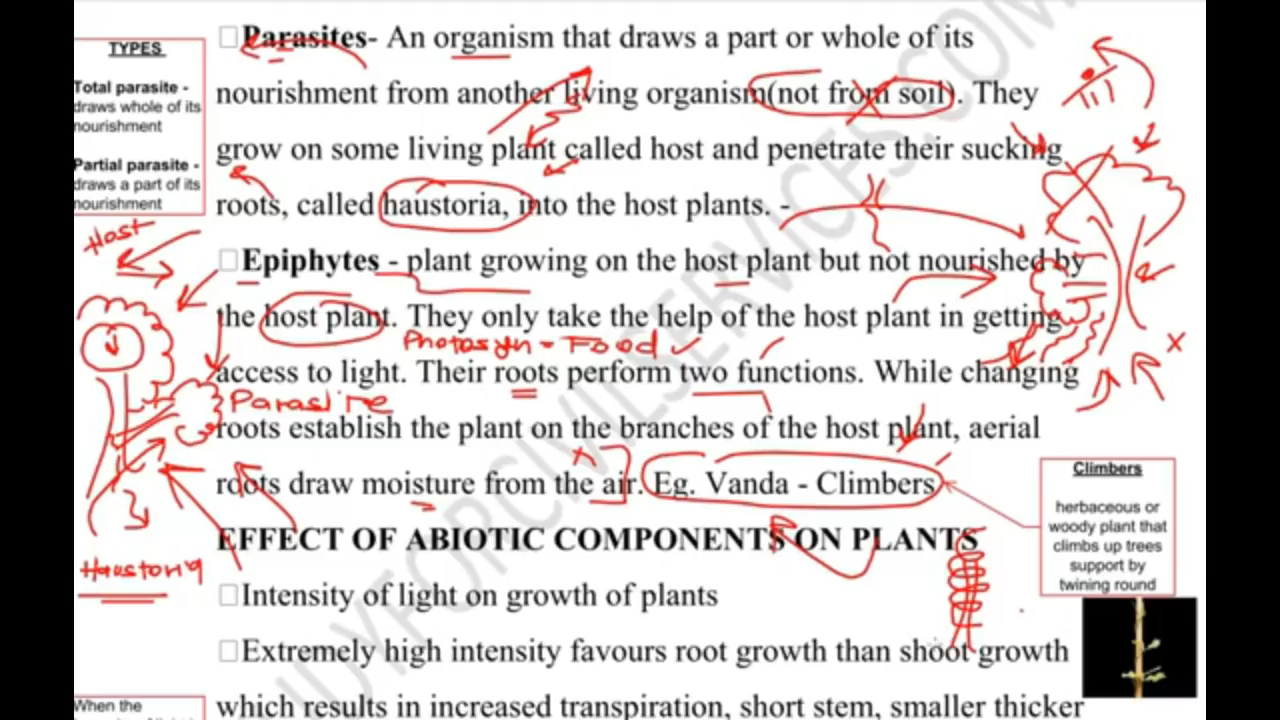 TYPES
Total parasite -
draws whole of its
nourishment
Partial parasite -
draws a part of its
nourishment
Parasites- An organism that draws a part or whole of its
nourishment from another living organism(not from soil). They
grow on some living plant called host and penetrate their sucking
roots, called haustoria, into the host plants. -
Host
Epiphytes - plant growing on the host plant but not nourished by
the host plant. They only take the help of the host plant in getting
Photosyn - Food
access to light. Their roots perform two functions. While changing
Parasite
roots establish the plant on the branches of the host plant, aerial
roots draw moisture from the air. Eg. Vanda - Climbers
Haustoria
Climbers
herbaceous or
woody plant that
climbs up trees
support by
twining round
EFFECT OF ABIOTIC COMPONENTS ON PLANTS
Intensity of light on growth of plants
Extremely high intensity favours root growth than shoot growth
which results in increased transpiration, short stem, smaller thicker
When the